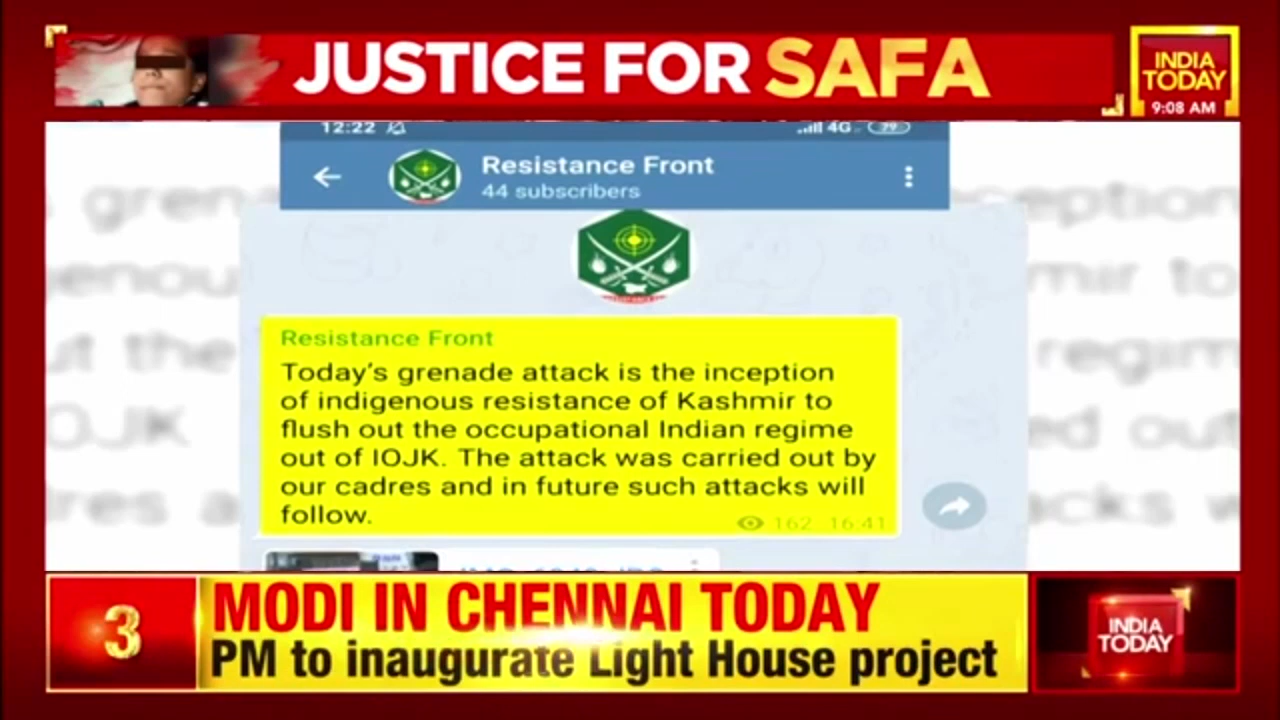 JUSTICE FOR SAFA
INDIA
TODAY
9:08 AM
12:22
4G 79
Resistance Front
44 subscribers
Resistance Front
Today's grenade attack is the inception
of indigenous resistance of Kashmir to
flush out the occupational Indian regime
out of IOJK. The attack was carried out by
our cadres and in future such attacks will
follow.
162 16:41
3
MODI IN CHENNAI TODAY
PM to inaugurate Light House project
INDIA
TODAY